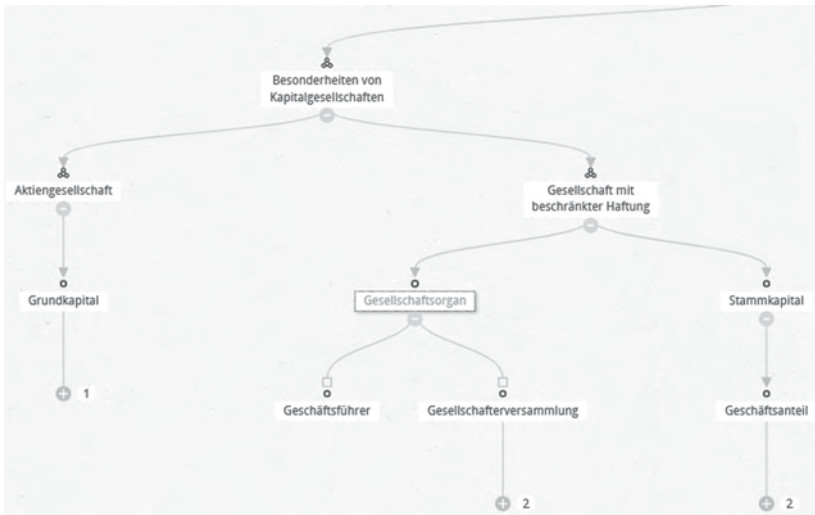 Besonderheiten von
Kapitalgesellschaften
Aktiengesellschaft
Gesellschaft mit
beschränkter Haftung
Grundkapital
Gesellschaftsorgan
Stammkapital
1
Geschäftsführer
Gesellschafterversammlung
Geschäftsanteil
2
2